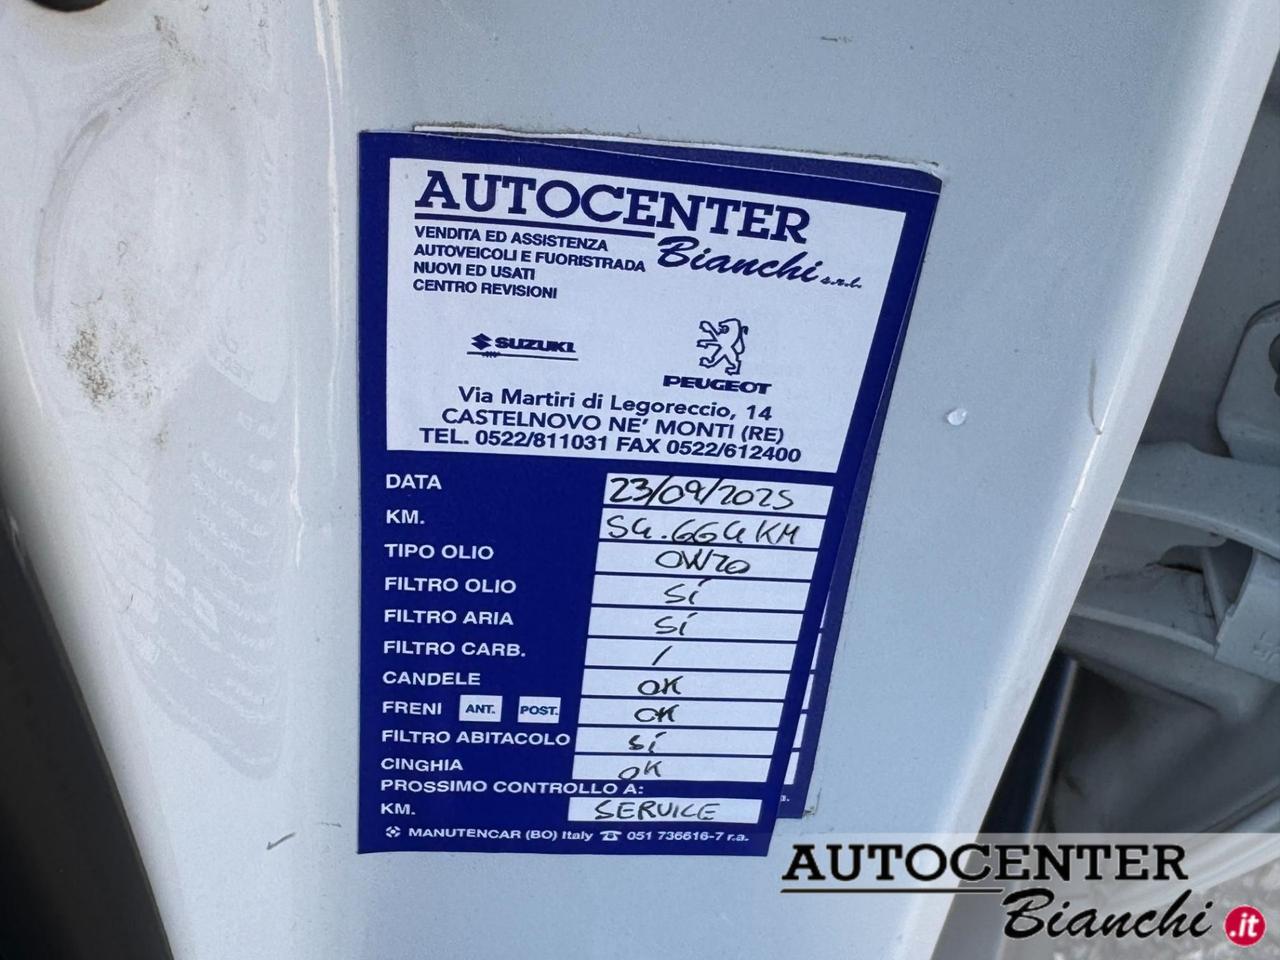 AUTOCENTER
Bianchi s.r.l.
VENDITA ED ASSISTENZA
AUTOVEICOLI E FUORISTRADA
NUOVI ED USATI
CENTRO REVISIONI
SUZUKI
PEUGEOT
Via Martiri di Legoreccio, 14
CASTELNOVO NE' MONTI (RE)
TEL. 0522/811031 FAX 0522/612400
DATA 23/09/2025
KM. 54.664 KM
TIPO OLIO 0W20
FILTRO OLIO SÍ
FILTRO ARIA SÍ
FILTRO CARB. /
CANDELE OK
FRENI ANT. POST. OK
FILTRO ABITACOLO SÍ
CINGHIA OK
PROSSIMO CONTROLLO A:
KM. SERVICE
MANUTENCAR (BO) Italy ☎ 051 736616-7 r.a.
AUTOCENTER
Bianchi.it